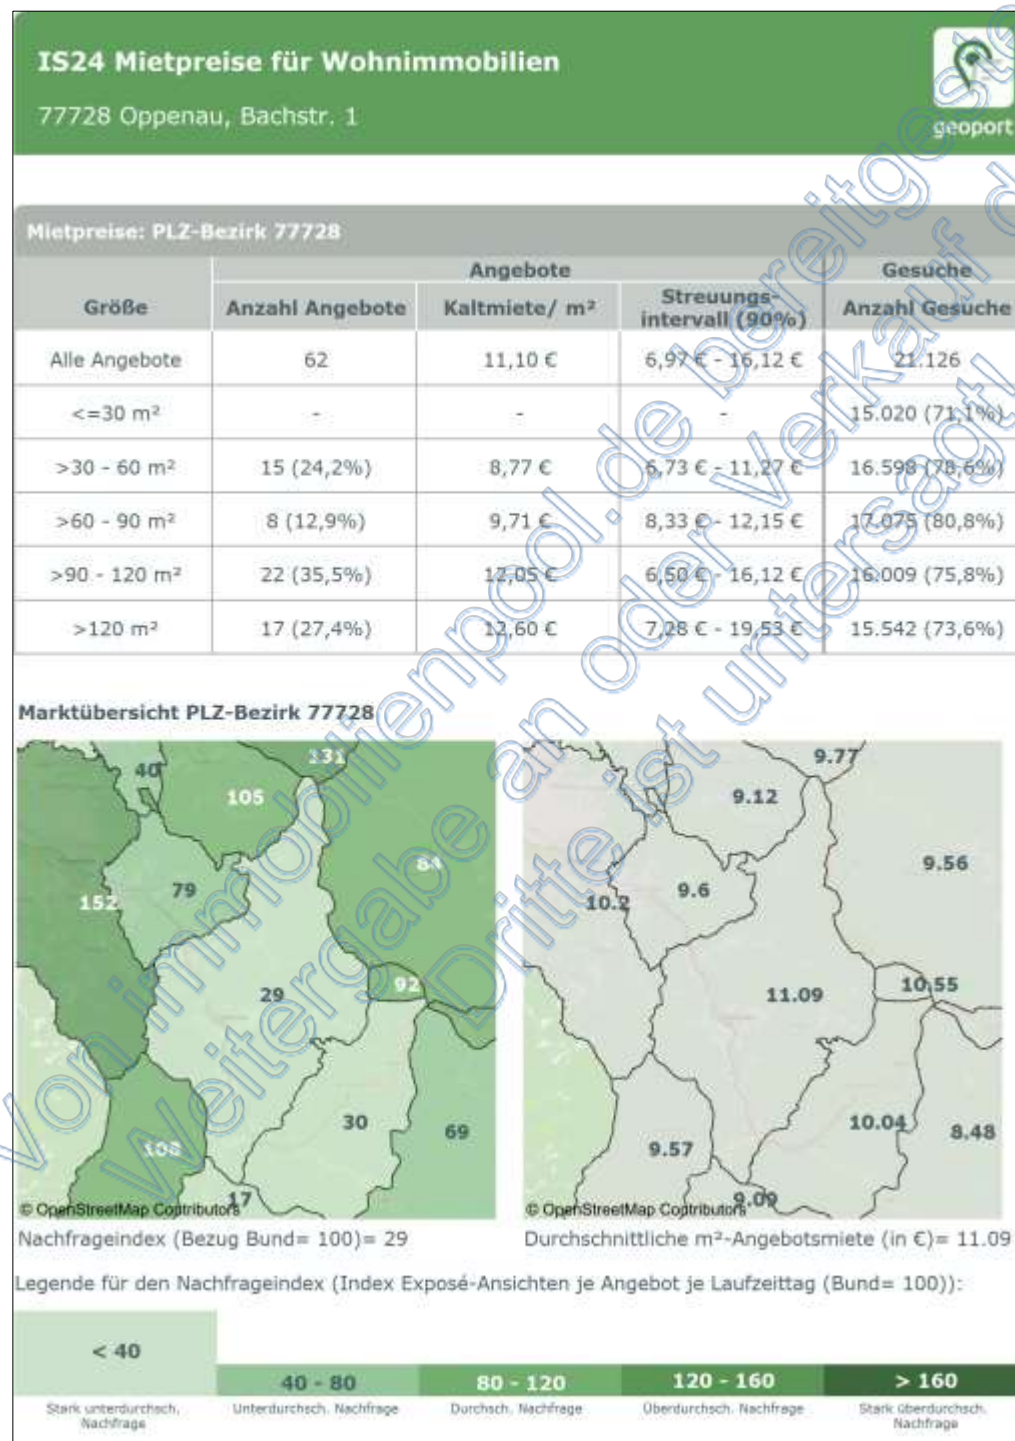 IS24 Mietpreise für Wohnimmobilien
77728 Oppenau, Bachstr. 1
geoport
Mietpreise: PLZ-Bezirk 77728
Angebote Gesuche
Größe Anzahl Angebote Kaltmiete/ m² Streuungs-intervall (90%) Anzahl Gesuche
Alle Angebote 62 11,10 € 6,97 € - 16,12 € 21.126
<=30 m² - - - 15.020 (71,1%)
>30 - 60 m² 15 (24,2%) 8,77 € 6,73 € - 11,27 € 16.598 (78,6%)
>60 - 90 m² 8 (12,9%) 9,71 € 8,33 € - 12,15 € 17.075 (80,8%)
>90 - 120 m² 22 (35,5%) 12,05 € 6,50 € - 16,12 € 16.009 (75,8%)
>120 m² 17 (27,4%) 12,60 € 7,28 € - 19,53 € 15.542 (73,6%)
Marktübersicht PLZ-Bezirk 77728
40 131
105
79
84
152
92
29
30
69
108
17
© OpenStreetMap Contributors
9.77
9.12
9.56
9.6
10.2
10.55
11.09
10.04
8.48
9.57
9.09
© OpenStreetMap Contributors
Nachfrageindex (Bezug Bund= 100)= 29
Durchschnittliche m²-Angebotsmiete (in €)= 11.09
Legende für den Nachfrageindex (Index Exposé-Ansichten je Angebot je Laufzeittag (Bund= 100)):
< 40 40 - 80 80 - 120 120 - 160 > 160
Stark unterdurchsch. Nachfrage
Unterdurchsch. Nachfrage
Durchsch. Nachfrage
Überdurchsch. Nachfrage
Stark überdurchsch. Nachfrage
von immobilienpool.de bereitgeste
Weitergabe an oder Verkauf d
Dritte ist untersagt!